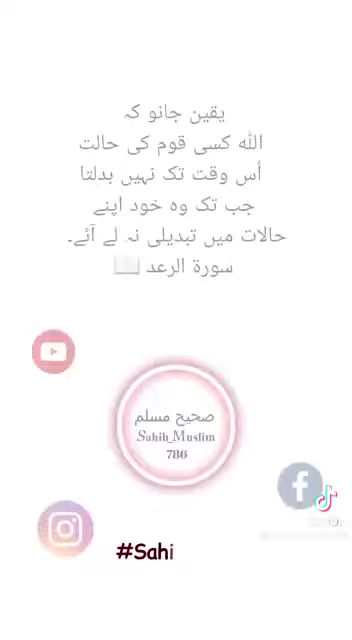 یقین جانو کہ
اللّٰہ کسی قوم کی حالت
اُس وقت تک نہیں بدلتا
جب تک وہ خود اپنے
حالات میں تبدیلی نہ لے آئے۔
سورۃ الرعد 📖
صحیح مسلم
Sahih_Muslim
786
#Sahi